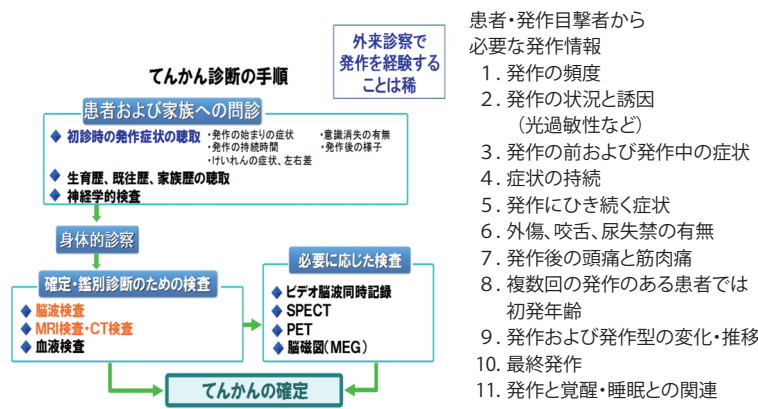 外来診察で
発作を経験する
ことは稀
てんかん診断の手順
患者および家族への問診
◆ 初診時の発作症状の聴取
・発作の始まりの症状 ・意識消失の有無
・発作の持続時間 ・発作後の様子
・けいれんの症状、左右差
◆ 生育歴、既往歴、家族歴の聴取
◆ 神経学的検査
身体的診察
確定・鑑別診断のための検査
◆ 脳波検査
◆ MRI検査・CT検査
◆ 血液検査
必要に応じた検査
◆ ビデオ脳波同時記録
◆ SPECT
◆ PET
◆ 脳磁図(MEG)
てんかんの確定
患者・発作目撃者から
必要な発作情報
1. 発作の頻度
2. 発作の状況と誘因
(光過敏性など)
3. 発作の前および発作中の症状
4. 症状の持続
5. 発作にひき続く症状
6. 外傷、咬舌、尿失禁の有無
7. 発作後の頭痛と筋肉痛
8. 複数回の発作のある患者では
初発年齢
9. 発作および発作型の変化・推移
10. 最終発作
11. 発作と覚醒・睡眠との関連